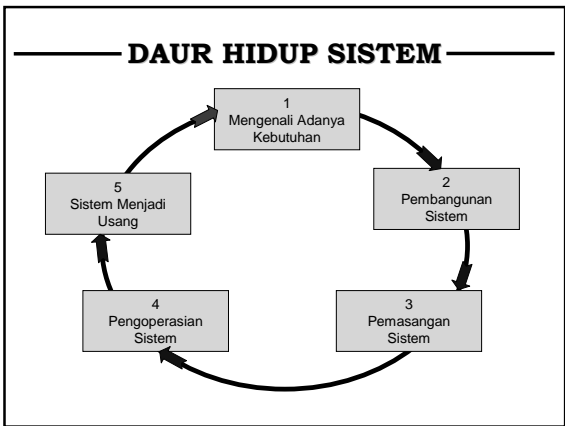 DAUR HIDUP SISTEM
1
Mengenali Adanya
Kebutuhan
2
Pembangunan
Sistem
3
Pemasangan
Sistem
4
Pengoperasian
Sistem
5
Sistem Menjadi
Usang